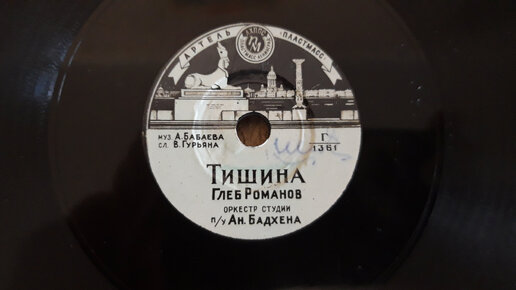 АРТЕЛЬ ПЛАСТМАСС
МУЗ. А. БАБАЕВА
СЛ. В. ГУРЬЯНА
Г
1361
ТИШИНА
ГЛЕБ РОМАНОВ
ОРКЕСТР СТУДИИ
П/У АН. БАДХЕНА